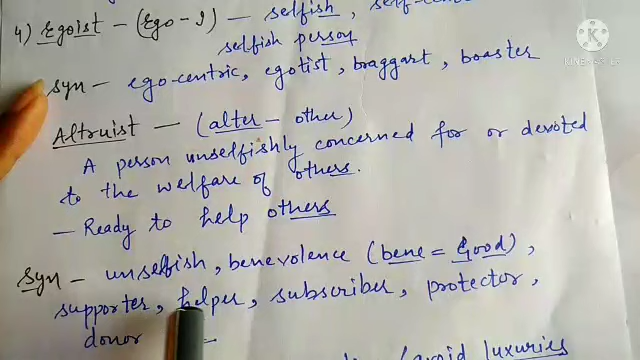 4) Egoist - (Ego - I) - selfish,
selfish person
syn - ego-centric, egotist, braggart, boaster
Altruist - (alter - other)
A person unselfishly concerned for or devoted
to the welfare of others.
- Ready to help others
Syn - unselfish, benevolence (bene = Good),
supporter, helper, subscriber, protector,
donor -
luxuries
KINEMASTER